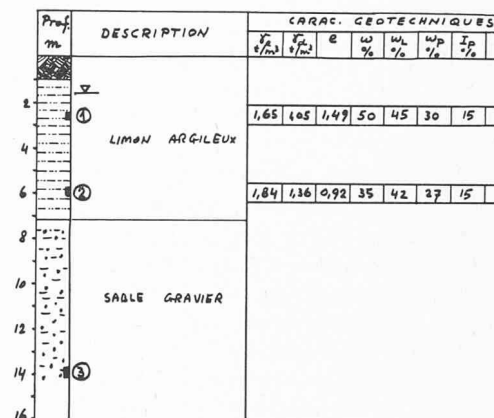 Prof. m DESCRIPTION CARAC. GEOTECHNIQUES
γh t/m³ γd t/m³ e ω % ωL % ωP % IP %
2
① 1,65 1,05 1,49 50 45 30 15
LIMON ARGILEUX
4
6 ② 1,84 1,36 0,92 35 42 27 15
8
10
SABLE GRAVIER
12
14 ③
16